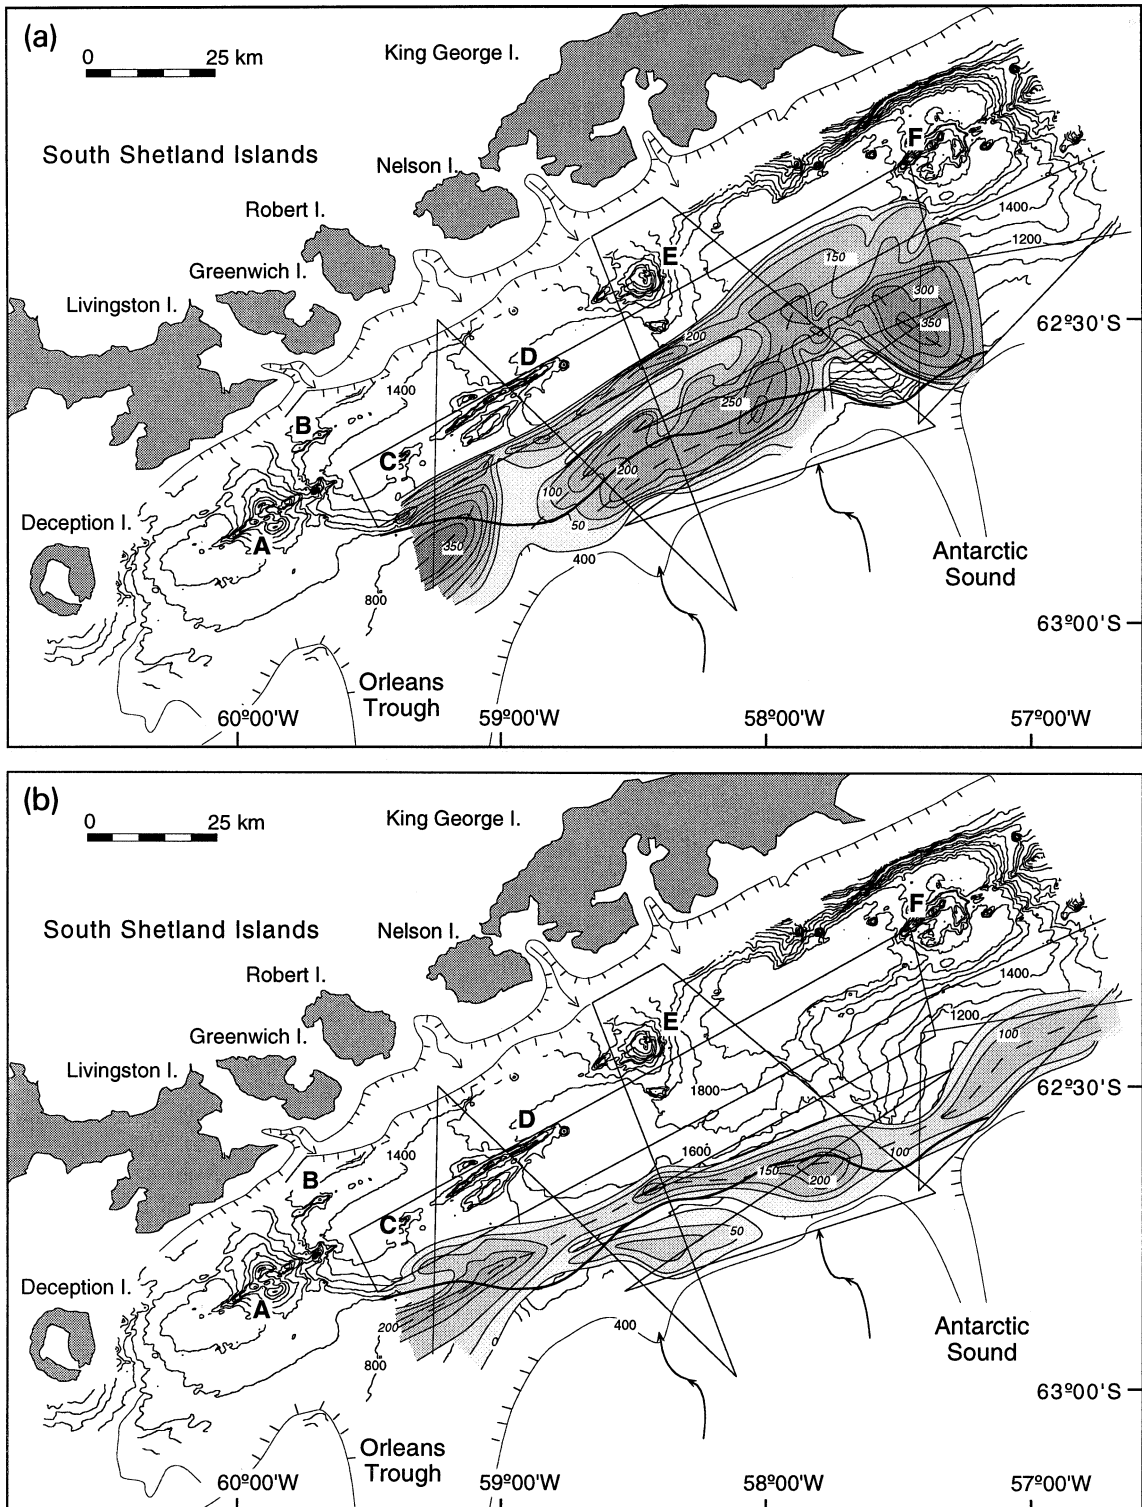 (a)
0 25 km
King George I.
South Shetland Islands
Nelson I.
F
Robert I.
1400
1200
E
150
Greenwich I.
Livingston I.
300
350
62º30'S
200
D
1400
250
B
C
200
100
50
Deception I.
A
350
400
Antarctic
Sound
800
63º00'S
Orleans
Trough
60º00'W 59º00'W 58º00'W 57º00'W
(b)
0 25 km
King George I.
South Shetland Islands
Nelson I.
F
Robert I.
1400
1200
E
100
Greenwich I.
Livingston I.
1800
62º30'S
D
1400
1600
100
150
200
B
C
50
Deception I.
A
200
0
400
Antarctic
Sound
800
63º00'S
Orleans
Trough
60º00'W 59º00'W 58º00'W 57º00'W